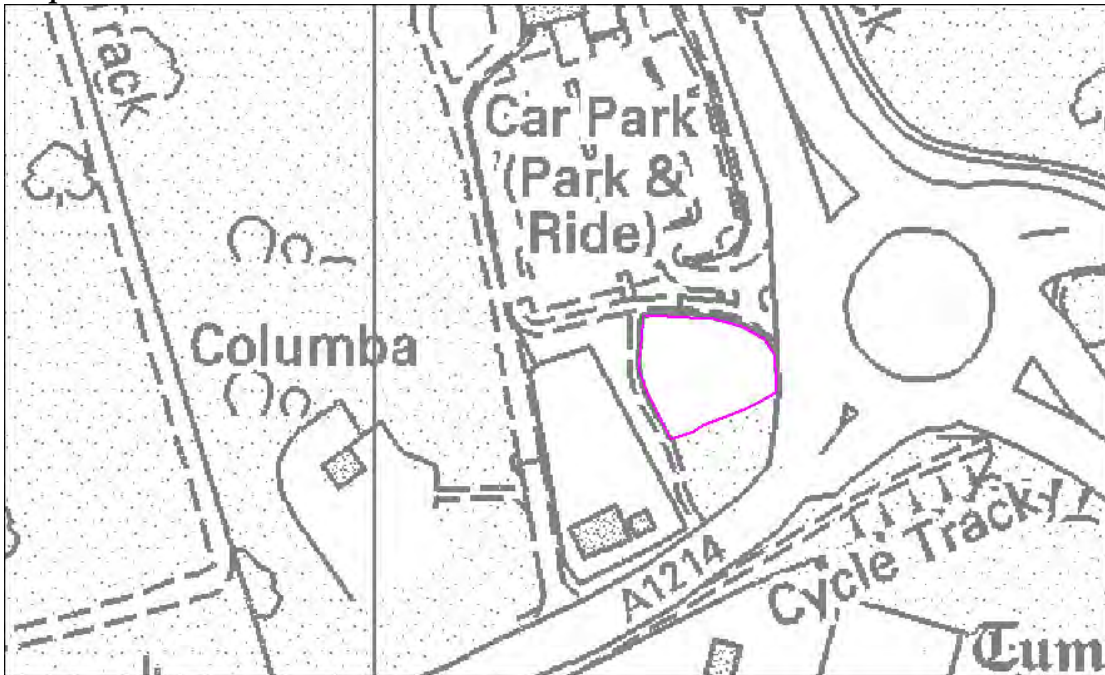 Track
Car Park
(Park &
Ride)
Columba
A1214
Cycle Track
Tum